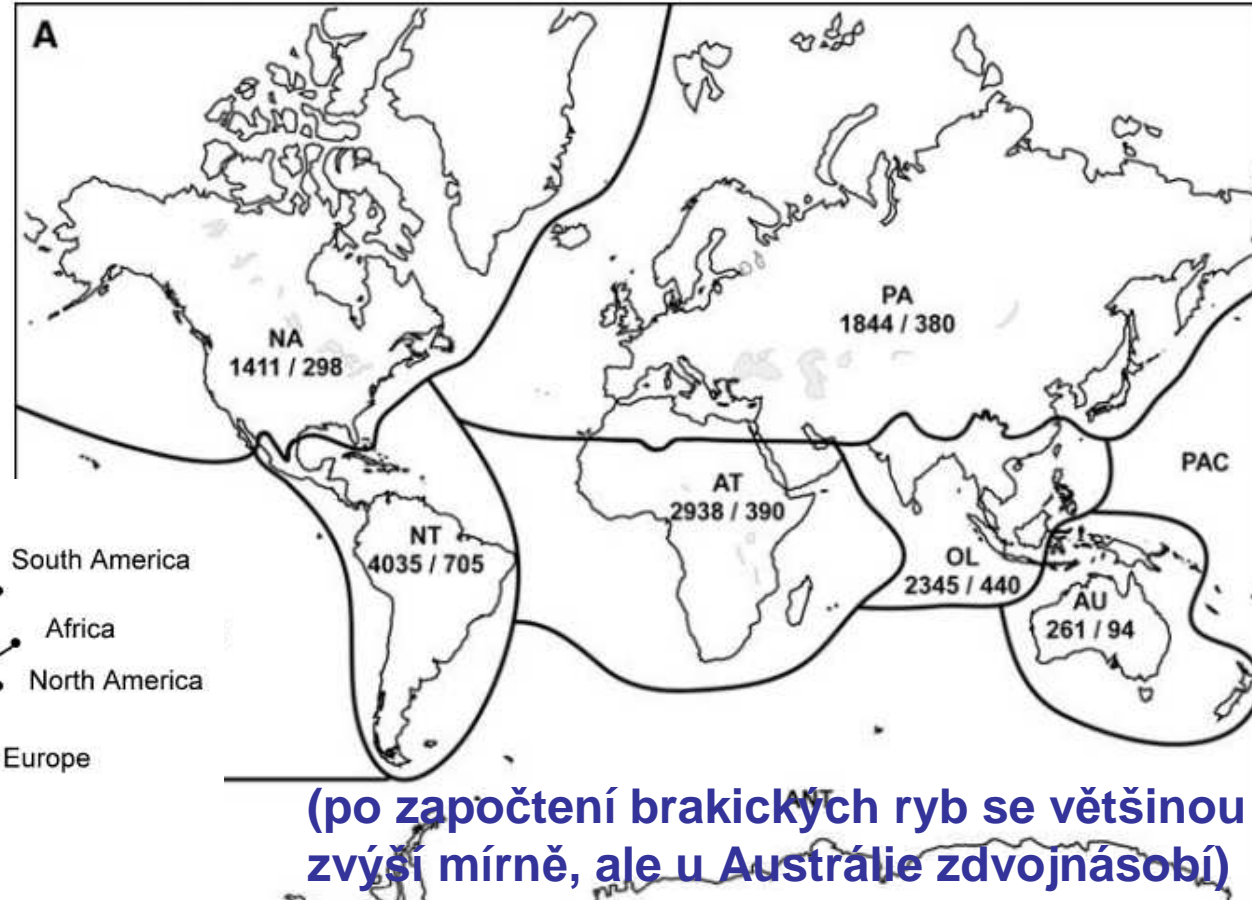 A
NA
1411 / 298
PA
1844 / 380
AT
2938 / 390
PAC
NT
4035 / 705
OL
2345 / 440
AU
261 / 94
South America
Africa
North America
Europe
ANT
(po započtení brakických ryb se většinou
zvýší mírně, ale u Austrálie zdvojnásobí)